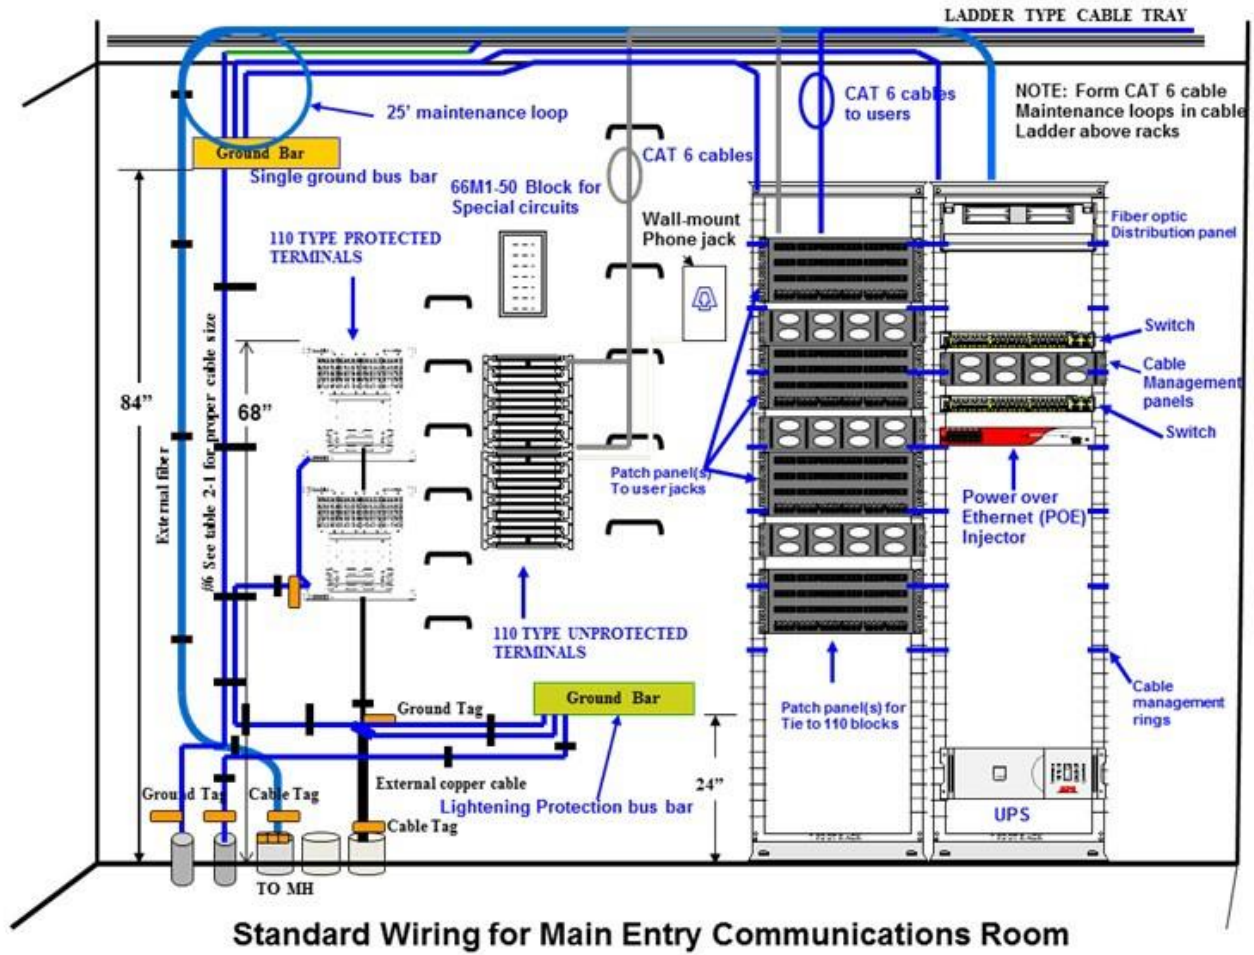 LADDER TYPE CABLE TRAY
NOTE: Form CAT 6 cable
Maintenance loops in cable
Ladder above racks
25' maintenance loop
CAT 6 cables
to users
Ground Bar
Single ground bus bar
CAT 6 cables
66M1-50 Block for
Special circuits
Wall-mount
Phone jack
Fiber optic
Distribution panel
110 TYPE PROTECTED
TERMINALS
Switch
Cable
Management
panels
Switch
84”
68”
External fiber
#6 See table 2-1 for proper cable size
Patch panel(s)
To user jacks
Power over
Ethernet (POE)
Injector
110 TYPE UNPROTECTED
TERMINALS
Ground Bar
Ground Tag
Patch panel(s) for
Tie to 110 blocks
Cable
management
rings
24”
External copper cable
Ground Tag
Cable Tag
Lightening Protection bus bar
UPS
Cable Tag
TO MH
Standard Wiring for Main Entry Communications Room